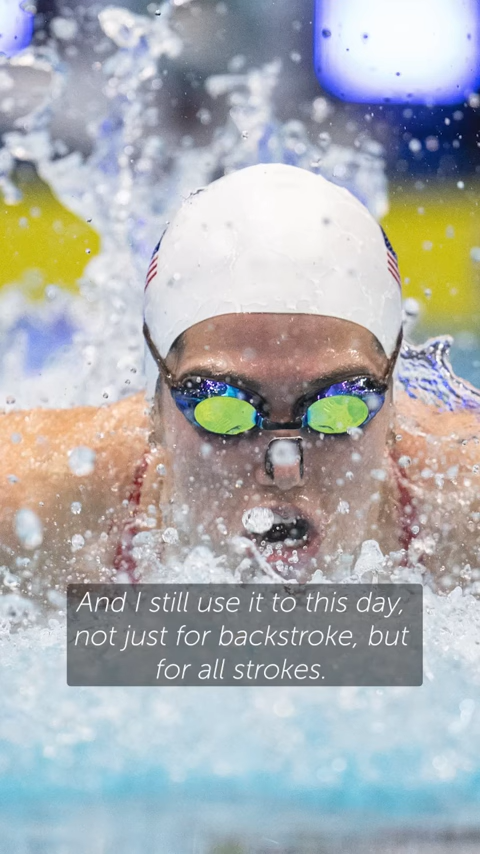 And I still use it to this day,
not just for backstroke, but
for all strokes.